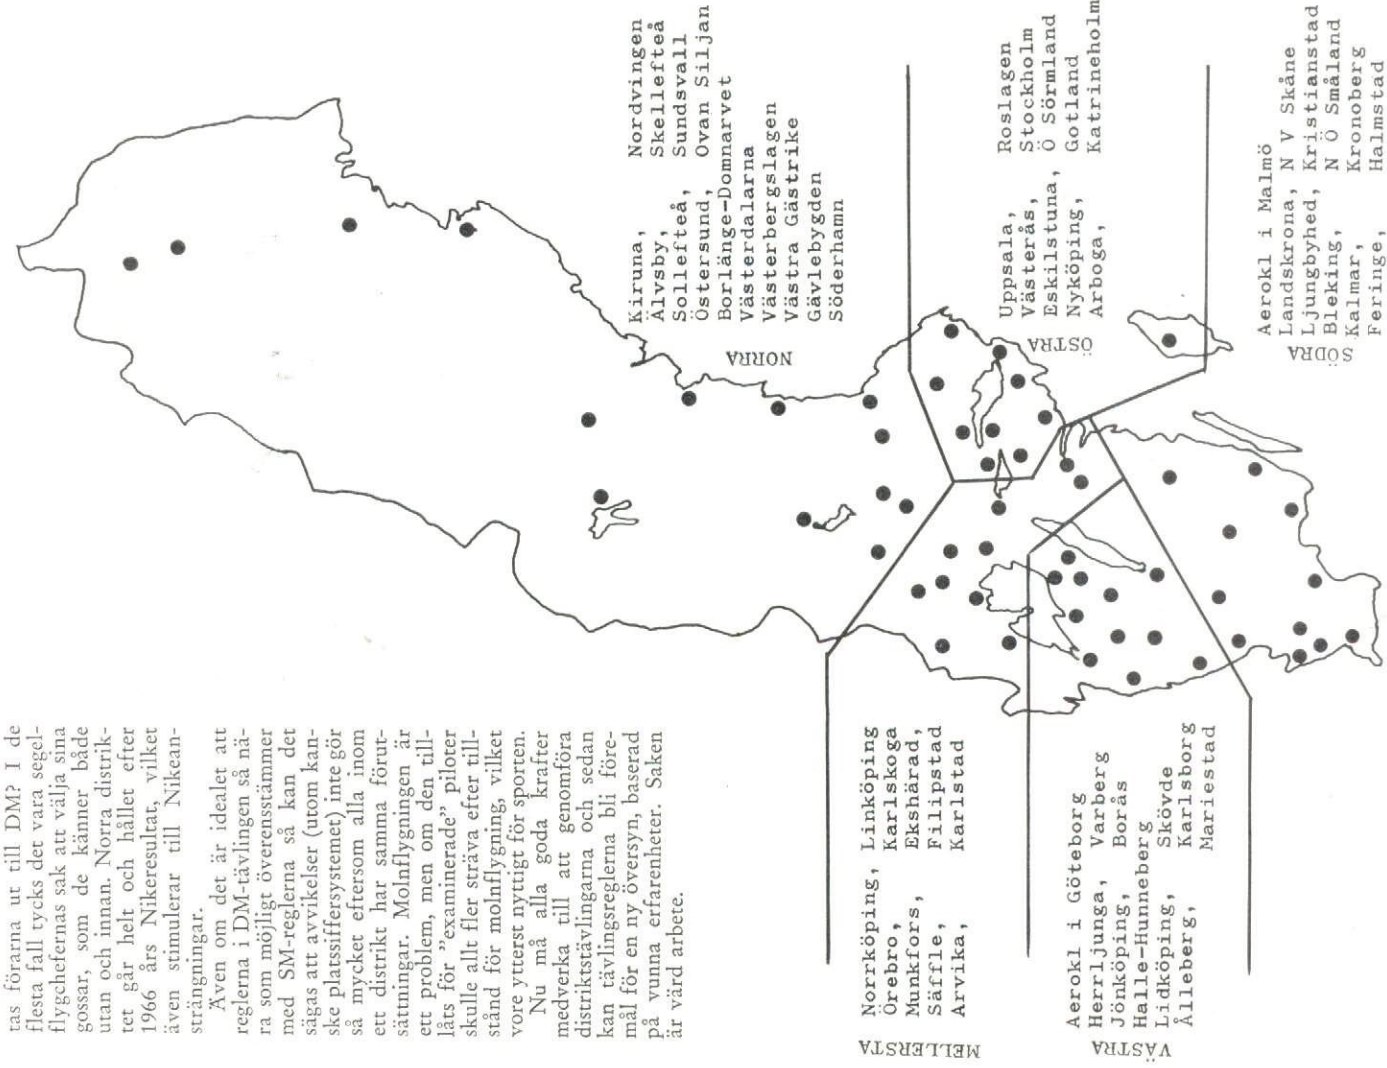 tas förarna ut till DM? I de
flesta fall tycks det vara segel-
flygchefernas sak att välja sina
gossar, som de känner både
utan och innan. Norra distrik-
tet går helt och hållet efter
1966 års Nikeresultat, vilket
även stimulerar till Nikean-
strängningar.
Även om det är idealet att
reglerna i DM-tävlingen så nä-
ra som möjligt överensstämmer
med SM-reglerna så kan det
sägas att avvikelser (utom kan-
ske platssiffersystemet) inte gör
så mycket eftersom alla inom
ett distrikt har samma förut-
sättningar. Molnflygningen är
ett problem, men om den till-
låts för "examinerade" piloter
skulle allt fler sträva efter till-
stånd för molnflygning, vilket
vore ytterst nyttigt för sporten.
Nu må alla goda krafter
medverka till att genomföra
distriktstävlingarna och sedan
kan tävlingsreglerna bli före-
mål för en ny översyn, baserad
på vunna erfarenheter. Saken
är värd arbete.
NORRA
Kiruna, Nordvingen
Älvsby, Skellefteå
Sollefteå, Sundsvall
Östersund, Ovan Siljan
Borlänge-Domnarvet
Västerdalarna
Västerbergslagen
Västra Gästrike
Gävlebygden
Söderhamn
MELLERSTA
Norrköping, Linköping
Örebro, Karlskoga
Munkfors, Ekshärad,
Säffle, Filipstad
Arvika, Karlstad
ÖSTRA
Uppsala, Roslagen
Västerås, Stockholm
Eskilstuna, Ö Sörmland
Nyköping, Gotland
Arboga, Katrineholm
VÄSTRA
Aerokl i Göteborg
Herrljunga, Varberg
Jönköping, Borås
Halle-Hunneberg
Lidköping, Skövde
Ålleberg, Karlsborg
Mariestad
SÖDRA
Aerokl i Malmö
Landskrona, N V Skåne
Ljungbyhed, Kristianstad
Bleking, N Ö Småland
Kalmar, Kronoberg
Feringe, Halmstad